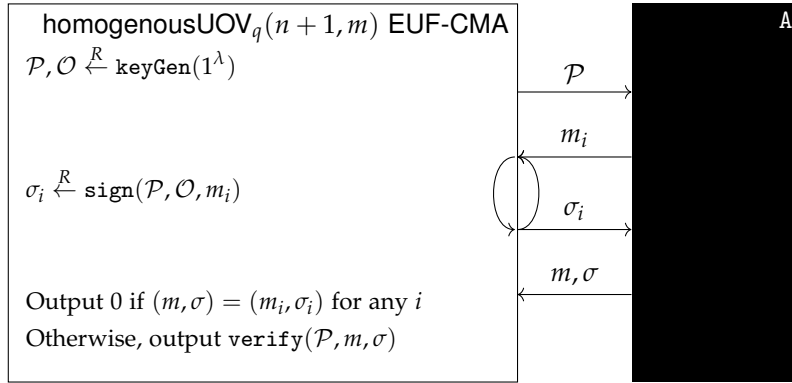 homogenousUOV_q(n + 1, m) EUF-CMA
A
𝒫, 𝒪 ←R keyGen(1^λ)
𝒫
m_i
σ_i ←R sign(𝒫, 𝒪, m_i)
σ_i
m, σ
Output 0 if (m, σ) = (m_i, σ_i) for any i
Otherwise, output verify(𝒫, m, σ)